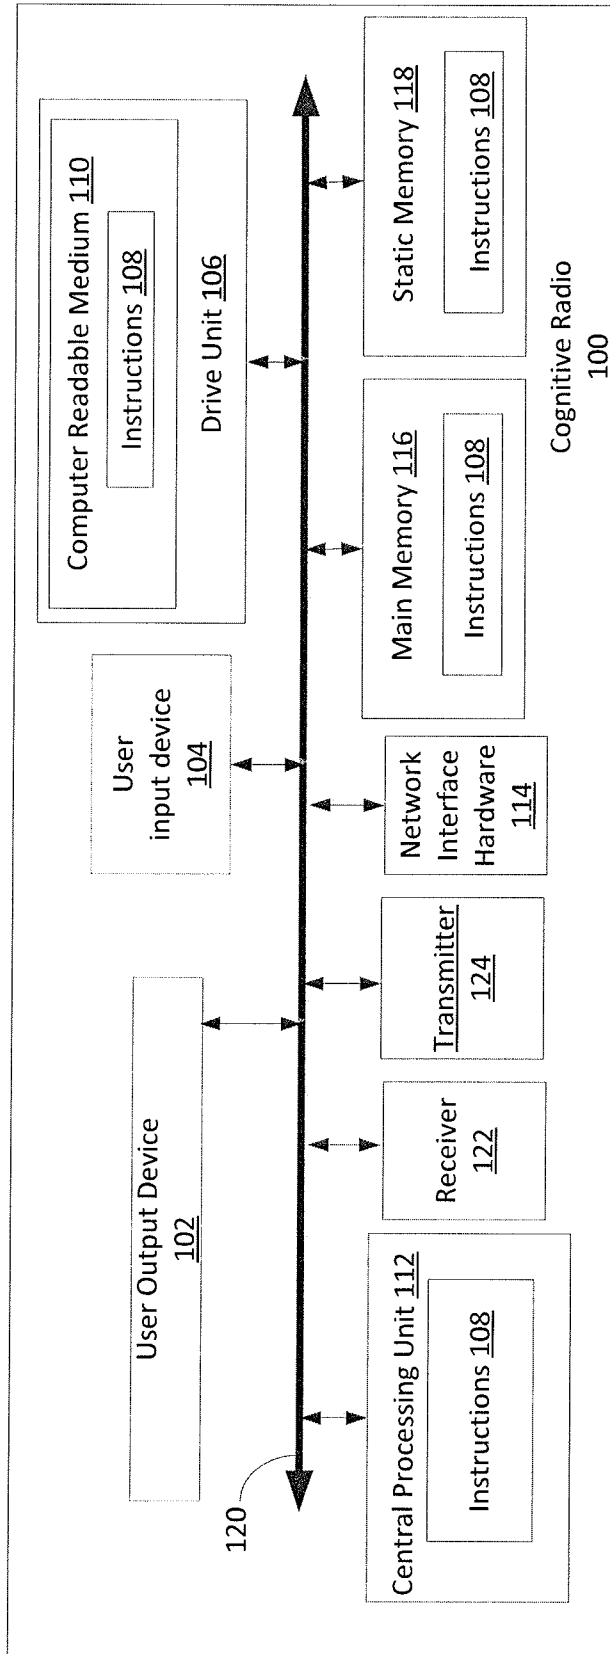 User Output Device
102
User
input device
104
Computer Readable Medium 110
Instructions 108
Drive Unit 106
120
Central Processing Unit 112
Instructions 108
Receiver
122
Transmitter
124
Network
Interface
Hardware
114
Main Memory 116
Instructions 108
Static Memory 118
Instructions 108
Cognitive Radio
100